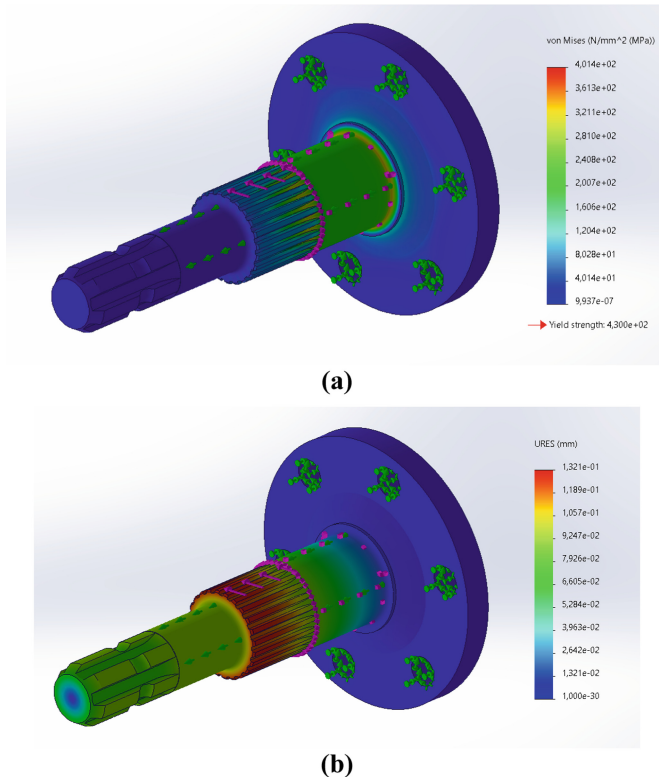 von Mises (N/mm^2 (MPa))
4,014e+02
3,613e+02
3,211e+02
2,810e+02
2,408e+02
2,007e+02
1,606e+02
1,204e+02
8,028e+01
4,014e+01
9,937e-07
Yield strength: 4,300e+02
(a)
URES (mm)
1,321e-01
1,189e-01
1,057e-01
9,247e-02
7,926e-02
6,605e-02
5,284e-02
3,963e-02
2,642e-02
1,321e-02
1,000e-30
(b)